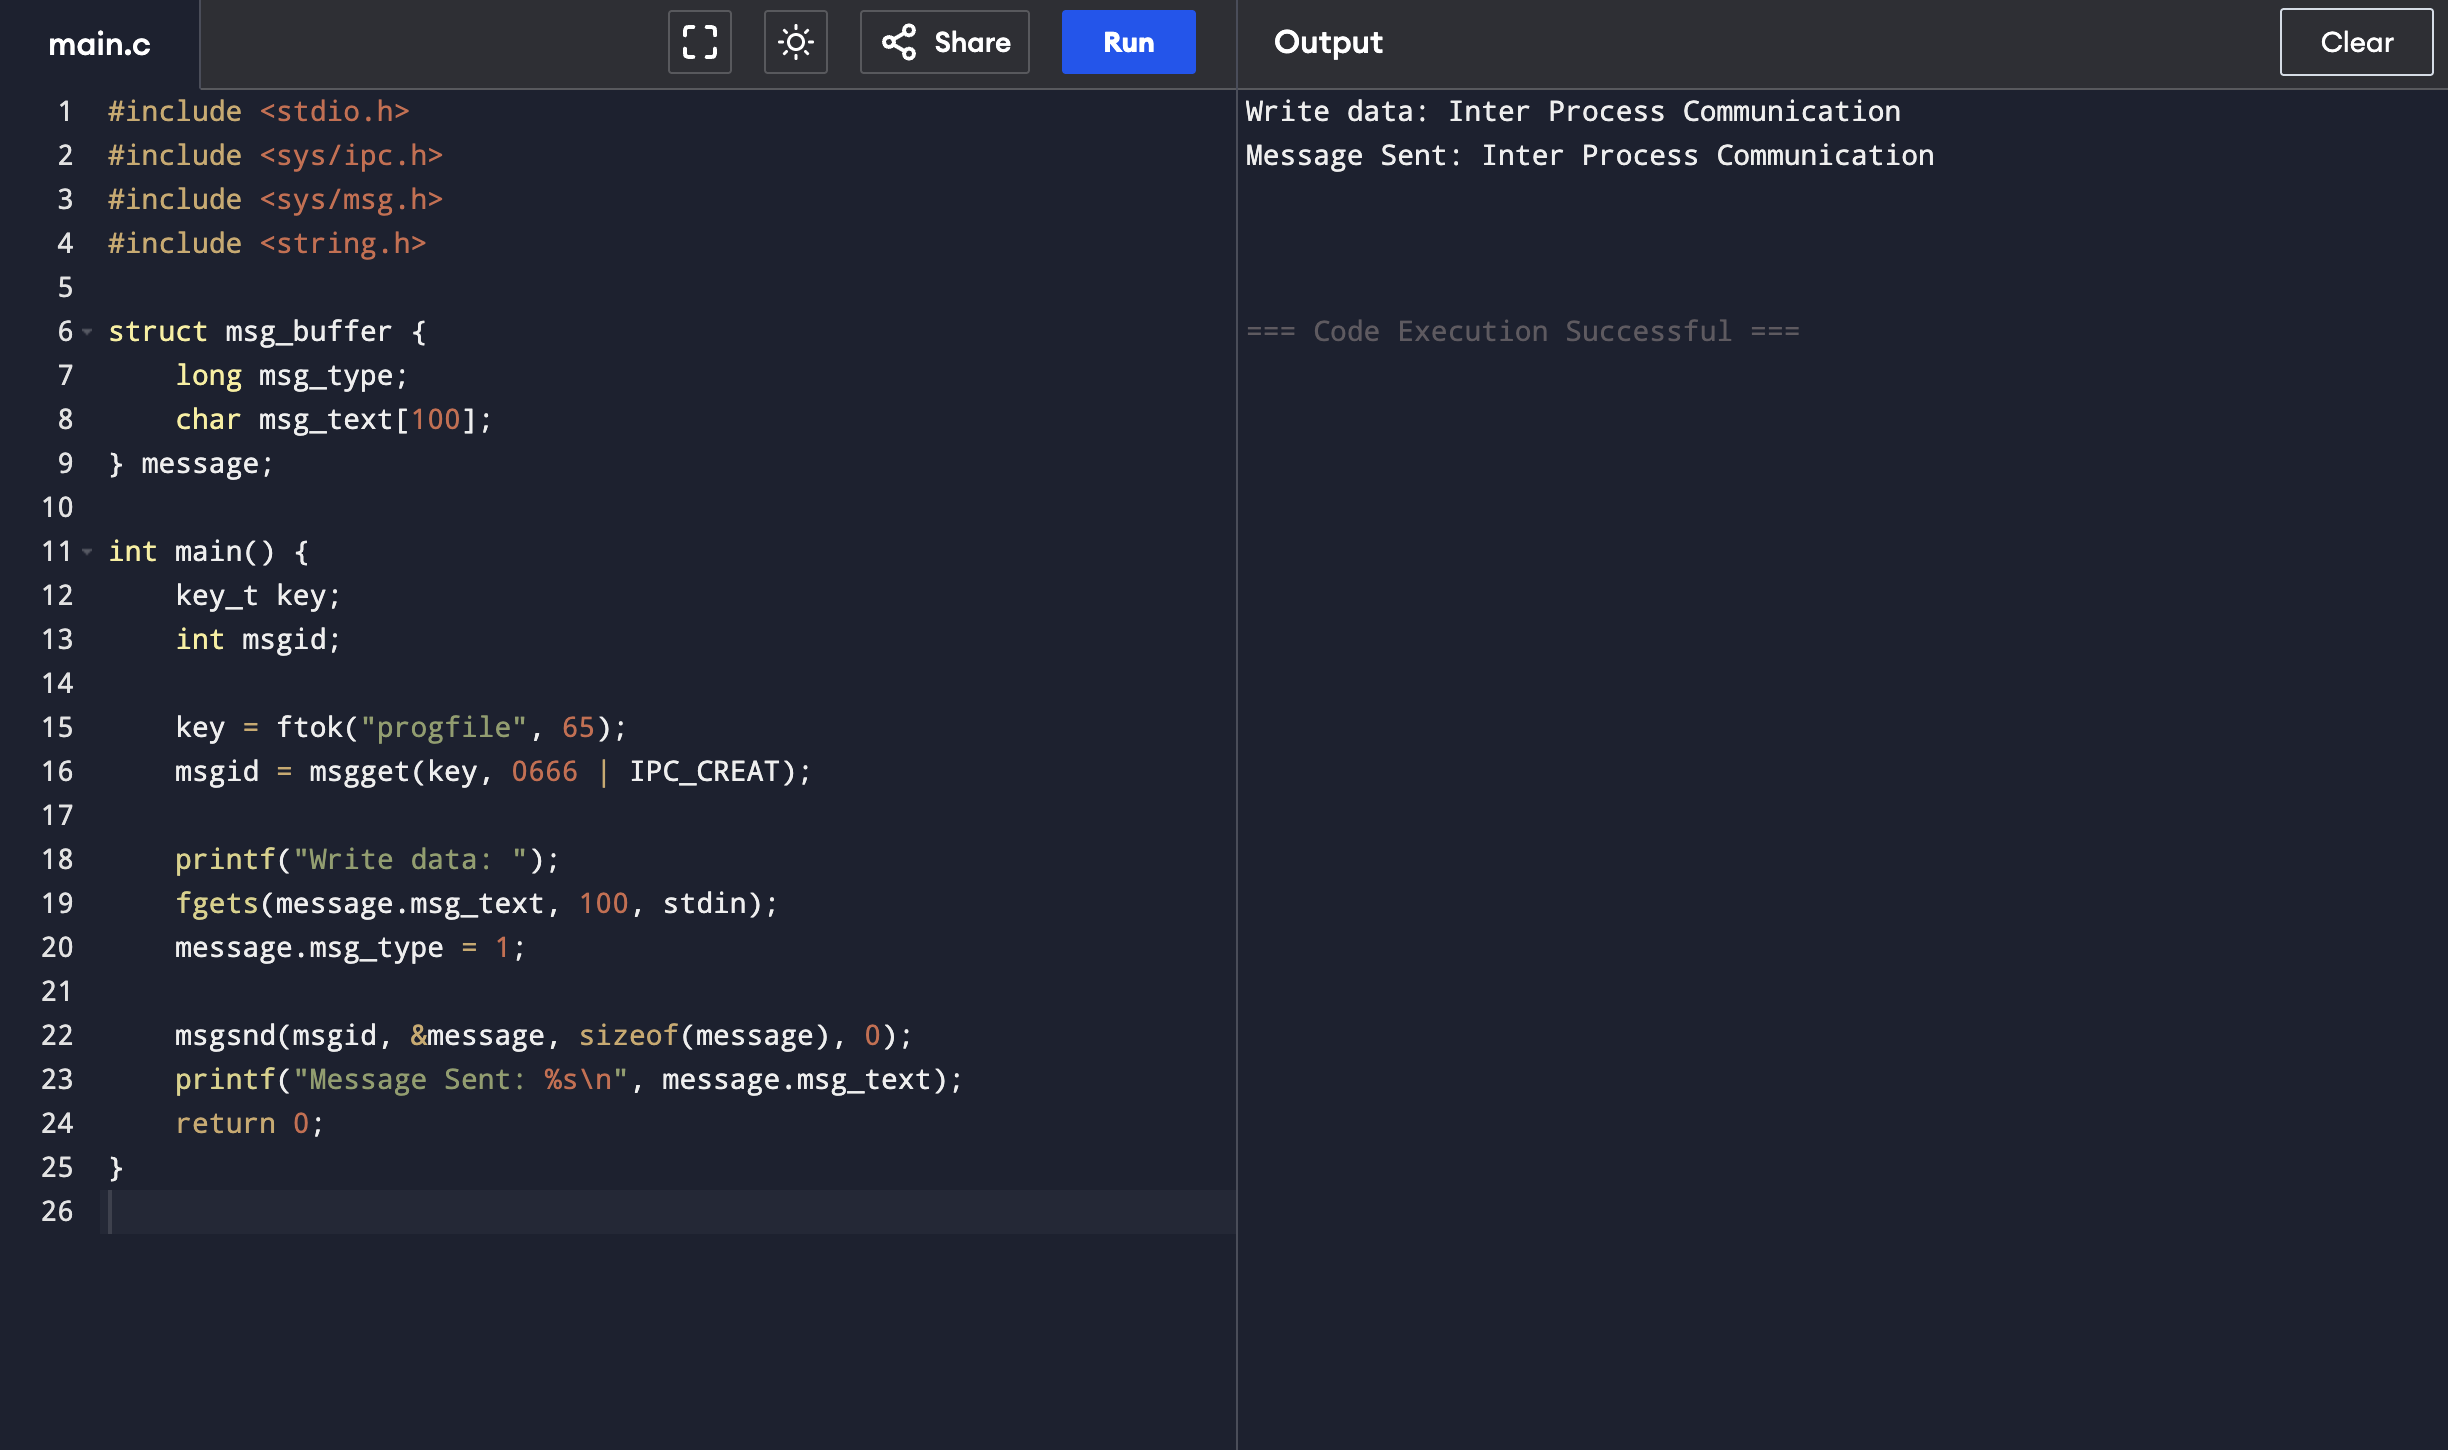 main.c
Share
Run
Output
Clear
1 #include <stdio.h>
2 #include <sys/ipc.h>
3 #include <sys/msg.h>
4 #include <string.h>
5
6 struct msg_buffer {
7     long msg_type;
8     char msg_text[100];
9 } message;
10
11 int main() {
12     key_t key;
13     int msgid;
14
15     key = ftok("progfile", 65);
16     msgid = msgget(key, 0666 | IPC_CREAT);
17
18     printf("Write data: ");
19     fgets(message.msg_text, 100, stdin);
20     message.msg_type = 1;
21
22     msgsnd(msgid, &message, sizeof(message), 0);
23     printf("Message Sent: %s\n", message.msg_text);
24     return 0;
25 }
26
Write data: Inter Process Communication
Message Sent: Inter Process Communication
=== Code Execution Successful ===